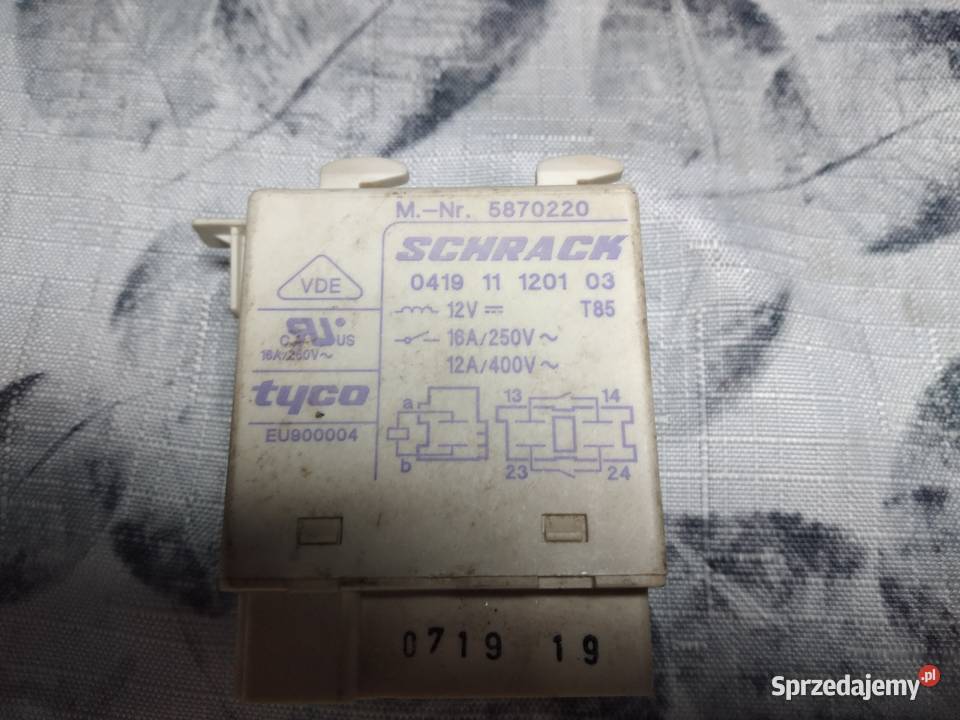 M.-Nr. 5870220
SCHRACK
0419 11 1201 03
12V T85
16A/250V ~
12A/400V ~
VDE
c UR US
16A/250V~
tyco
EU900004
a
b
13 14
23 24
0719 19
Sprzedajemy.pl